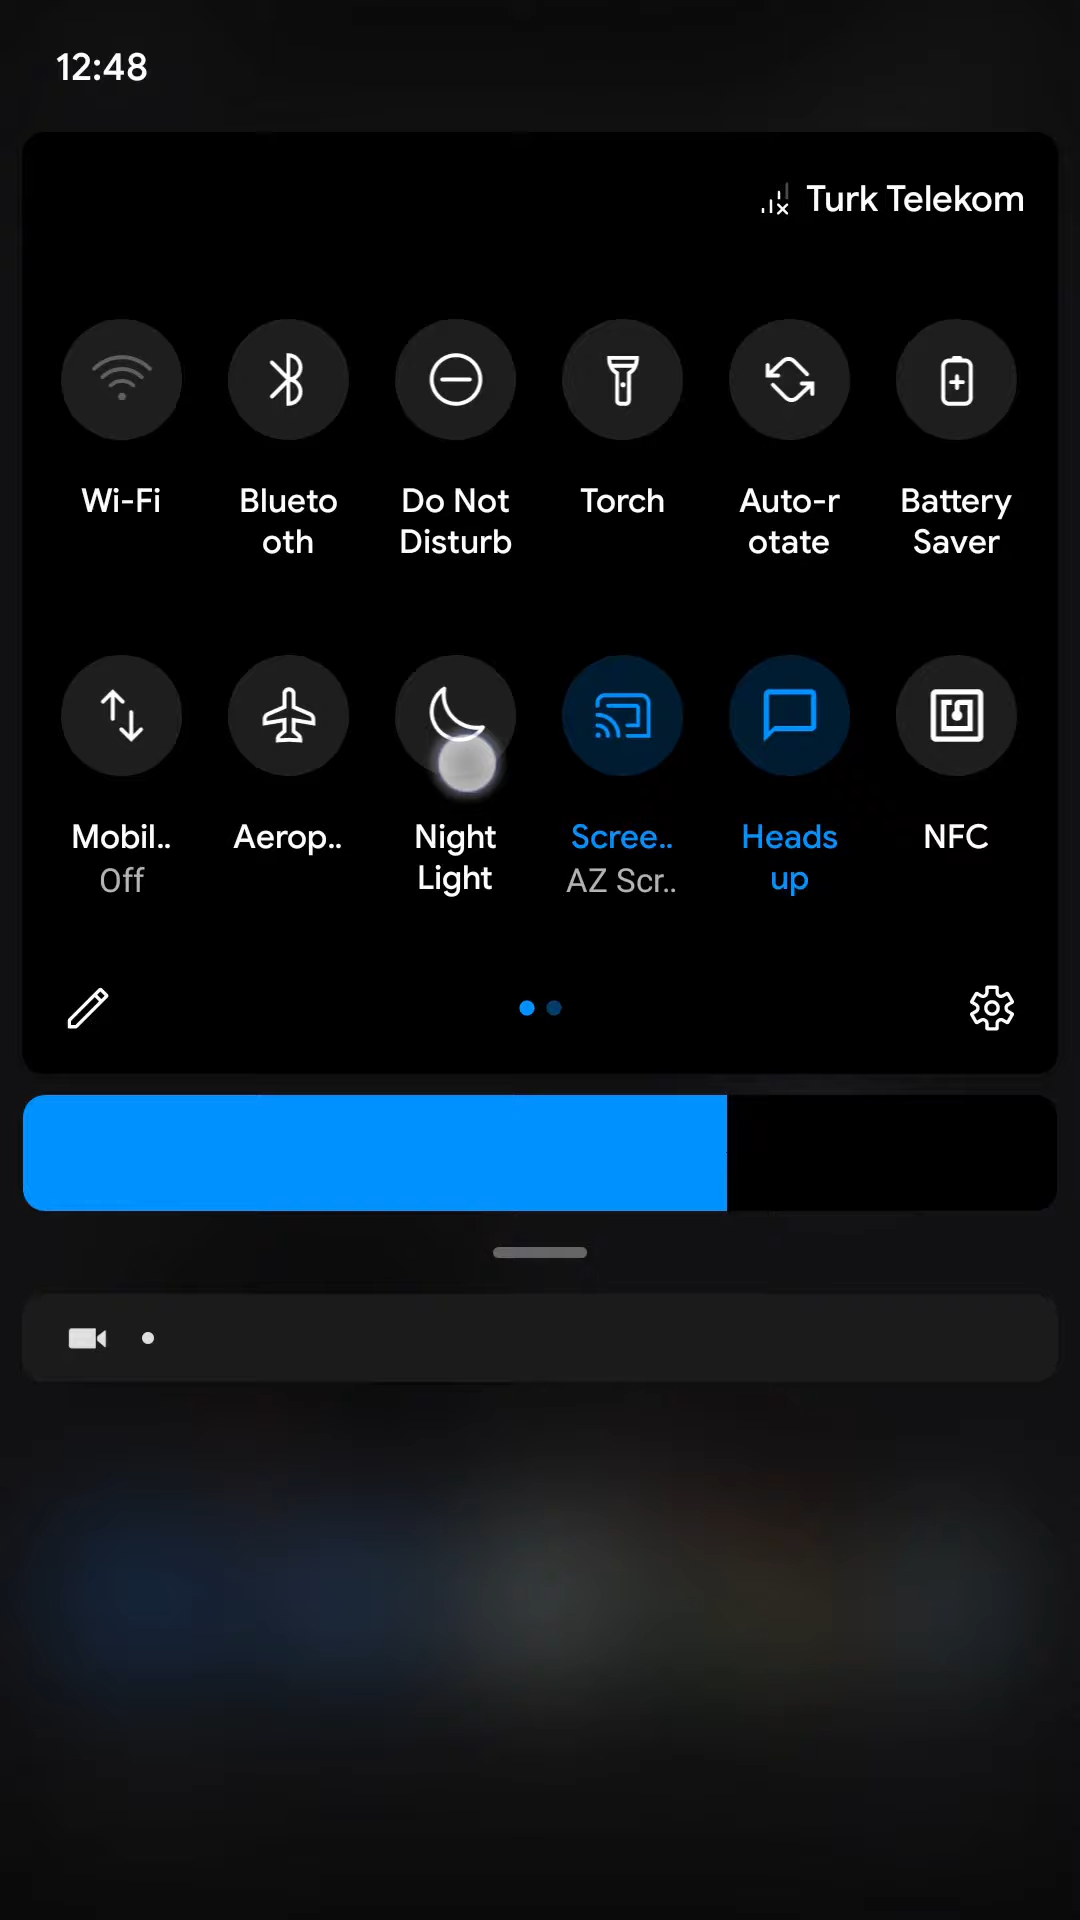 12:48
Turk Telekom
Wi-Fi
Blueto
oth
Do Not
Disturb
Torch
Auto-r
otate
Battery
Saver
Mobil..
Off
Aerop..
Night
Light
Scree..
AZ Scr..
Heads
up
NFC